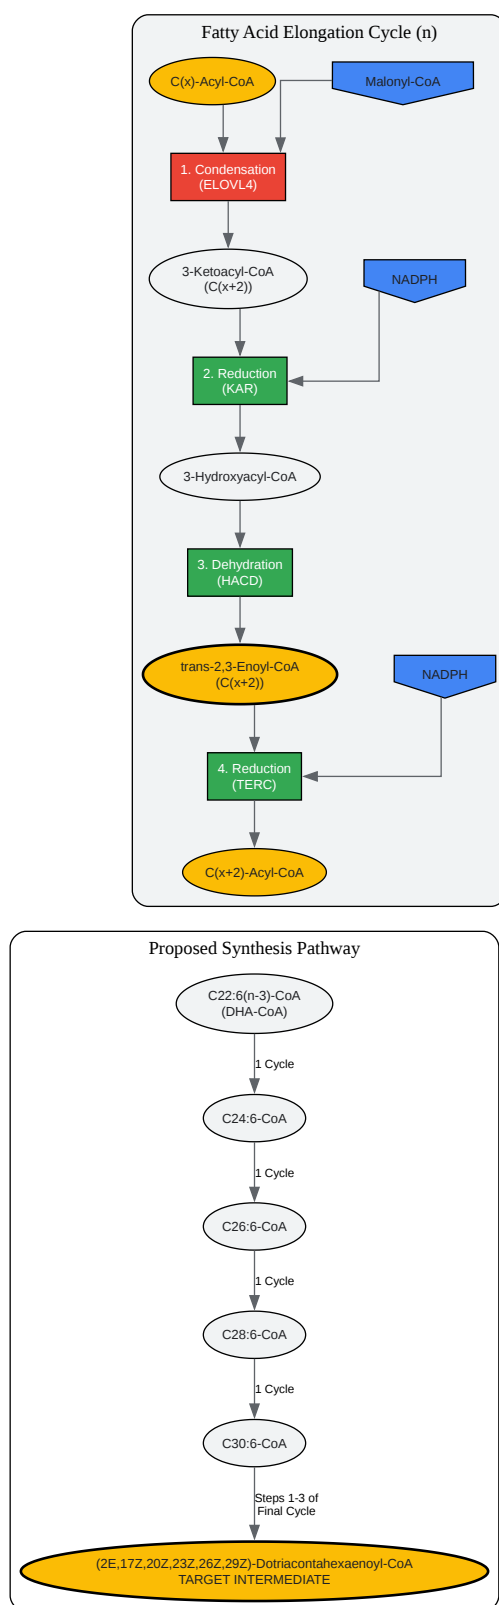 Fatty Acid Elongation Cycle (n)
C(x)-Acyl-CoA
Malonyl-CoA
1. Condensation
(ELOVL4)
3-Ketoacyl-CoA
(C(x+2))
NADPH
2. Reduction
(KAR)
3-Hydroxyacyl-CoA
3. Dehydration
(HACD)
trans-2,3-Enoyl-CoA
(C(x+2))
NADPH
4. Reduction
(TERC)
C(x+2)-Acyl-CoA
Proposed Synthesis Pathway
C22:6(n-3)-CoA
(DHA-CoA)
1 Cycle
C24:6-CoA
1 Cycle
C26:6-CoA
1 Cycle
C28:6-CoA
1 Cycle
C30:6-CoA
Steps 1-3 of
Final Cycle
(2E,17Z,20Z,23Z,26Z,29Z)-Dotriacontahexaenoyl-CoA
TARGET INTERMEDIATE